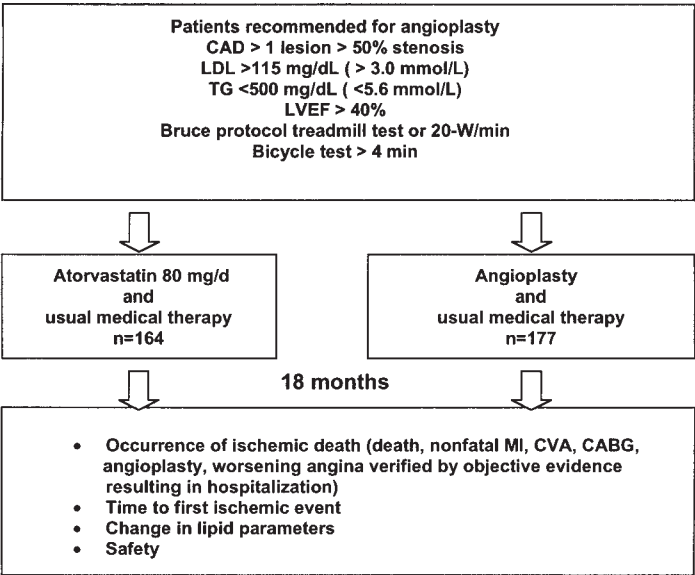 Patients recommended for angioplasty
CAD > 1 lesion > 50% stenosis
LDL >115 mg/dL ( > 3.0 mmol/L)
TG <500 mg/dL ( <5.6 mmol/L)
LVEF > 40%
Bruce protocol treadmill test or 20-W/min
Bicycle test > 4 min
Atorvastatin 80 mg/d
and
usual medical therapy
n=164
Angioplasty
and
usual medical therapy
n=177
18 months
• Occurrence of ischemic death (death, nonfatal MI, CVA, CABG,
angioplasty, worsening angina verified by objective evidence
resulting in hospitalization)
• Time to first ischemic event
• Change in lipid parameters
• Safety